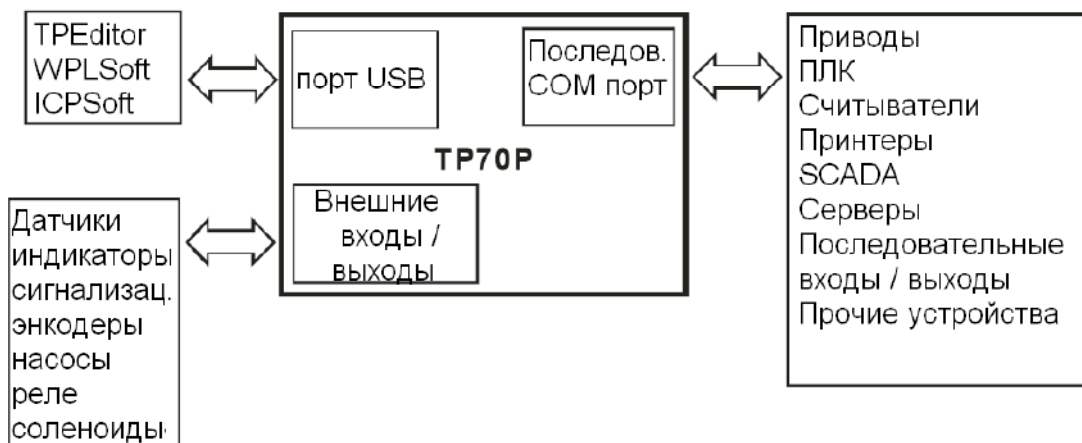 TPEditor
WPLSoft
ICPSoft
порт USB
Последов.
COM порт
TP70P
Внешние
входы /
выходы
Приводы
ПЛК
Считыватели
Принтеры
SCADA
Серверы
Последовательные
входы / выходы
Прочие устройства
Датчики
индикаторы
сигнализац.
энкодеры
насосы
реле
соленоиды